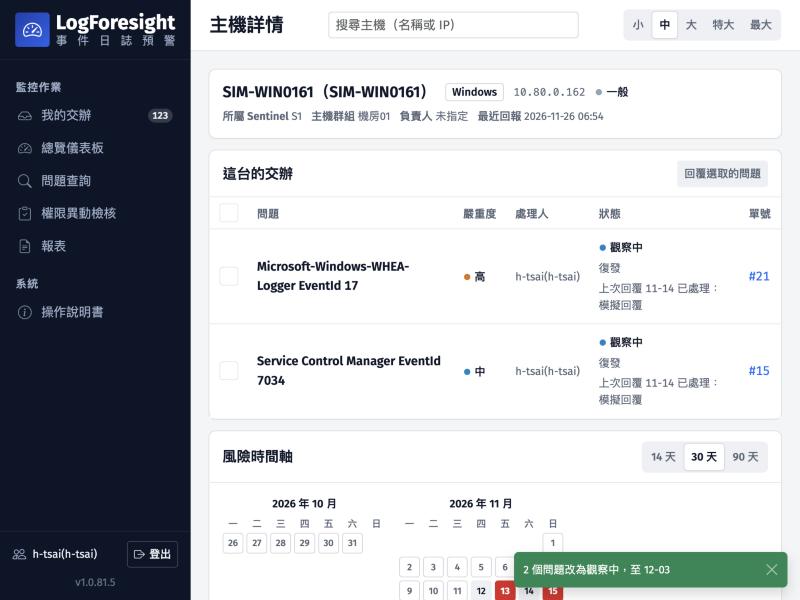 LogForesight
事件日誌預警
監控作業
我的交辦 123
總覽儀表板
問題查詢
權限異動檢核
報表
系統
操作說明書
h-tsai(h-tsai) 登出
v1.0.81.5
主機詳情 搜尋主機（名稱或 IP） 小 中 大 特大 最大
SIM-WIN0161（SIM-WIN0161） Windows 10.80.0.162 一般
所屬 Sentinel S1 主機群組 機房01 負責人 未指定 最近回報 2026-11-26 06:54
這台的交辦 回覆選取的問題
問題 嚴重度 處理人 狀態 單號
Microsoft-Windows-WHEA-
Logger EventId 17
高 h-tsai(h-tsai)
觀察中
復發
上次回覆 11-14 已處理：
模擬回覆
#21
Service Control Manager EventId
7034
中 h-tsai(h-tsai)
觀察中
復發
上次回覆 11-14 已處理：
模擬回覆
#15
風險時間軸 14 天 30 天 90 天
2026 年 10 月
一 二 三 四 五 六 日
26 27 28 29 30 31
2026 年 11 月
一 二 三 四 五 六 日
1
2 3 4 5 6
9 10 11 12 13 14 15
2 個問題改為觀察中，至 12-03